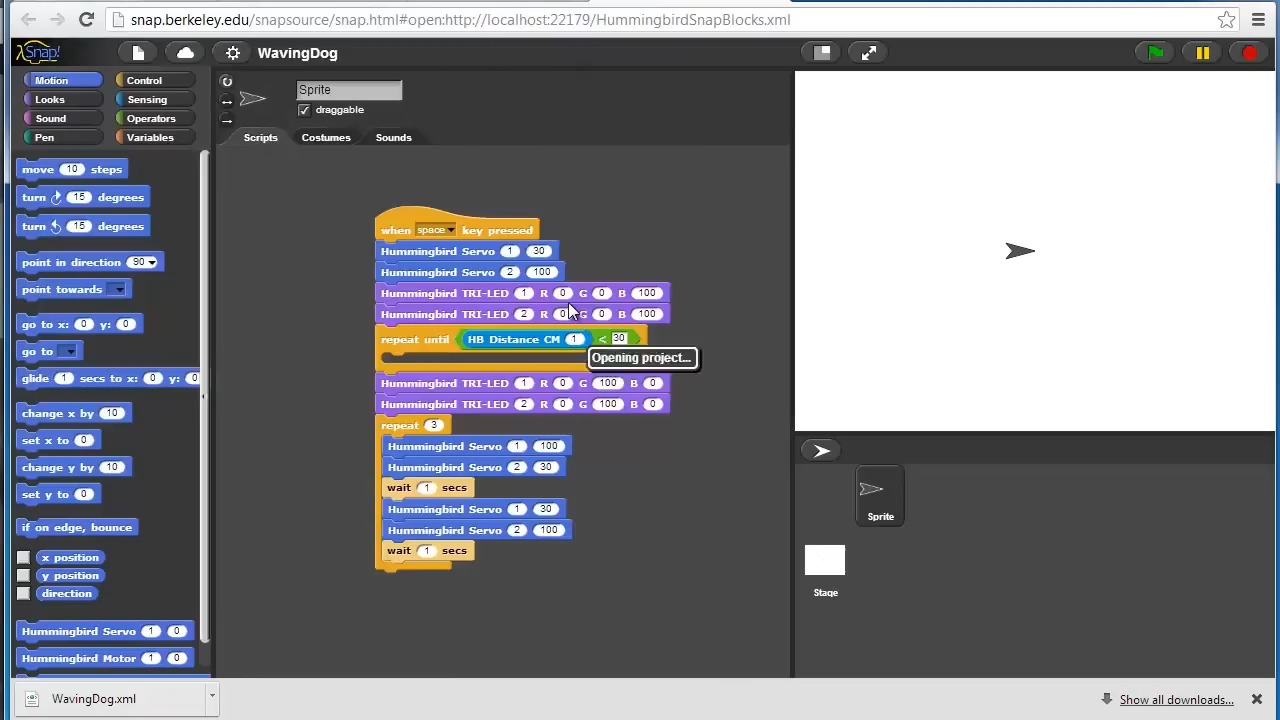 snap.berkeley.edu/snapsource/snap.html#open:http://localhost:22179/HummingbirdSnapBlocks.xml
Snap!
WavingDog
Motion
Control
Looks
Sensing
Sound
Operators
Pen
Variables
Sprite
draggable
Scripts
Costumes
Sounds
move 10 steps
turn 15 degrees
turn 15 degrees
point in direction 90
point towards
go to x: 0 y: 0
go to
glide 1 secs to x: 0 y: 0
change x by 10
set x to 0
change y by 10
set y to 0
if on edge, bounce
x position
y position
direction
Hummingbird Servo 1 0
Hummingbird Motor 1 0
when space key pressed
Hummingbird Servo 1 30
Hummingbird Servo 2 100
Hummingbird TRI-LED 1 R 0 G 0 B 100
Hummingbird TRI-LED 2 R 0 G 0 B 100
repeat until HB Distance CM 1 < 30
Opening project...
Hummingbird TRI-LED 1 R 0 G 100 B 0
Hummingbird TRI-LED 2 R 0 G 100 B 0
repeat 3
Hummingbird Servo 1 100
Hummingbird Servo 2 30
wait 1 secs
Hummingbird Servo 1 30
Hummingbird Servo 2 100
wait 1 secs
Sprite
Stage
WavingDog.xml
Show all downloads...